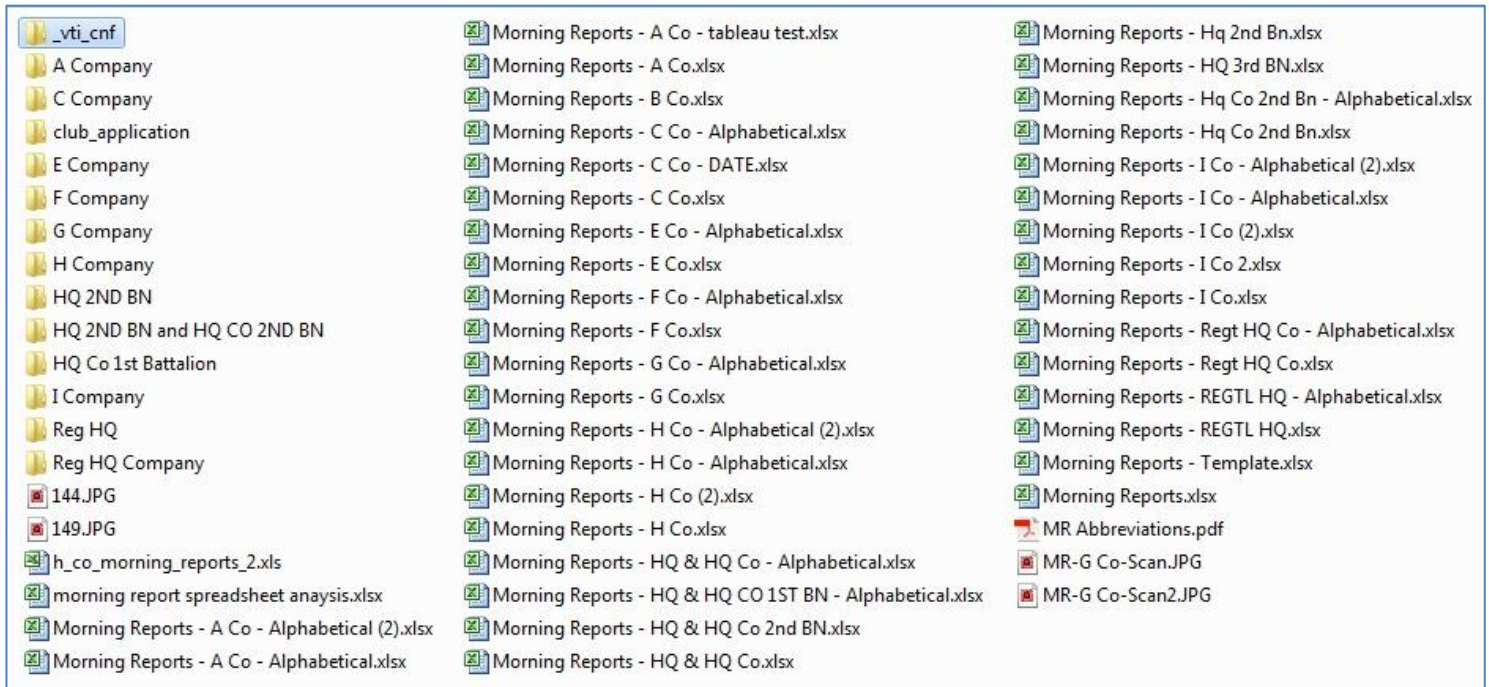 _vti_cnf
A Company
C Company
club_application
E Company
F Company
G Company
H Company
HQ 2ND BN
HQ 2ND BN and HQ CO 2ND BN
HQ Co 1st Battalion
I Company
Reg HQ
Reg HQ Company
144.JPG
149.JPG
h_co_morning_reports_2.xls
morning report spreadsheet anaysis.xlsx
Morning Reports - A Co - Alphabetical (2).xlsx
Morning Reports - A Co - Alphabetical.xlsx
Morning Reports - A Co - tableau test.xlsx
Morning Reports - A Co.xlsx
Morning Reports - B Co.xlsx
Morning Reports - C Co - Alphabetical.xlsx
Morning Reports - C Co - DATE.xlsx
Morning Reports - C Co.xlsx
Morning Reports - E Co - Alphabetical.xlsx
Morning Reports - E Co.xlsx
Morning Reports - F Co - Alphabetical.xlsx
Morning Reports - F Co.xlsx
Morning Reports - G Co - Alphabetical.xlsx
Morning Reports - G Co.xlsx
Morning Reports - H Co - Alphabetical (2).xlsx
Morning Reports - H Co - Alphabetical.xlsx
Morning Reports - H Co (2).xlsx
Morning Reports - H Co.xlsx
Morning Reports - HQ & HQ Co - Alphabetical.xlsx
Morning Reports - HQ & HQ CO 1ST BN - Alphabetical.xlsx
Morning Reports - HQ & HQ Co 2nd BN.xlsx
Morning Reports - HQ & HQ Co.xlsx
Morning Reports - Hq 2nd Bn.xlsx
Morning Reports - HQ 3rd BN.xlsx
Morning Reports - Hq Co 2nd Bn - Alphabetical.xlsx
Morning Reports - Hq Co 2nd Bn.xlsx
Morning Reports - I Co - Alphabetical (2).xlsx
Morning Reports - I Co - Alphabetical.xlsx
Morning Reports - I Co (2).xlsx
Morning Reports - I Co 2.xlsx
Morning Reports - I Co.xlsx
Morning Reports - Regt HQ Co - Alphabetical.xlsx
Morning Reports - Regt HQ Co.xlsx
Morning Reports - REGTL HQ - Alphabetical.xlsx
Morning Reports - REGTL HQ.xlsx
Morning Reports - Template.xlsx
Morning Reports.xlsx
MR Abbreviations.pdf
MR-G Co-Scan.JPG
MR-G Co-Scan2.JPG